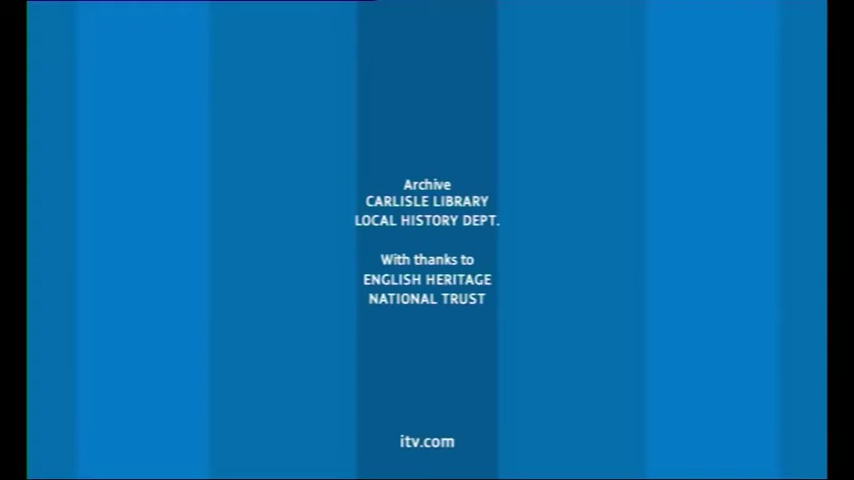 Archive
CARLISLE LIBRARY
LOCAL HISTORY DEPT.
With thanks to
ENGLISH HERITAGE
NATIONAL TRUST
itv.com